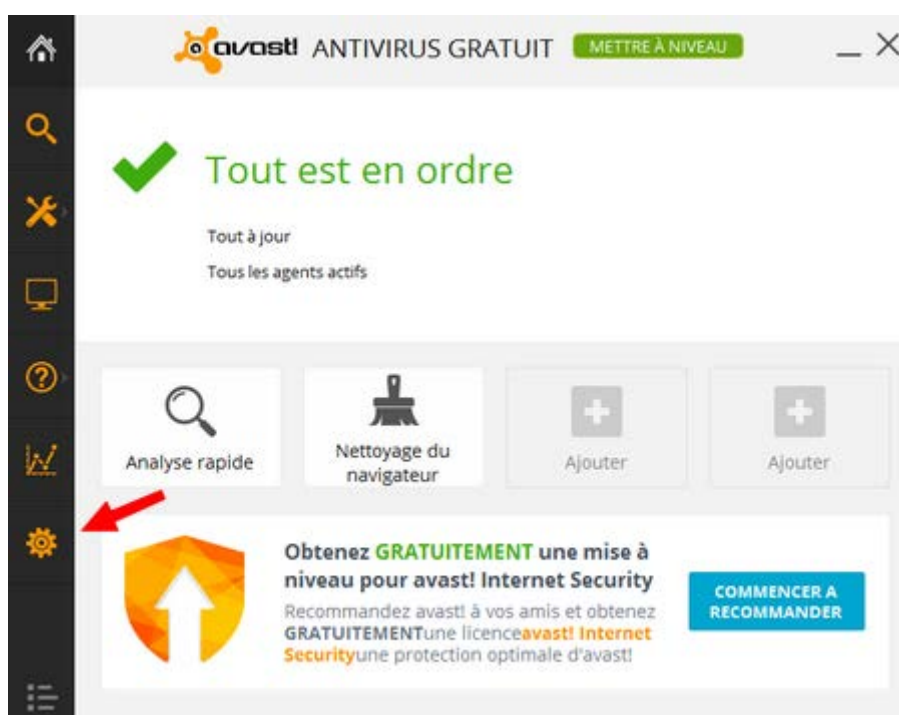 avast! ANTIVIRUS GRATUIT METTRE À NIVEAU
Tout est en ordre
Tout à jour
Tous les agents actifs
Analyse rapide
Nettoyage du
navigateur
Ajouter
Ajouter
Obtenez GRATUITEMENT une mise à
niveau pour avast! Internet Security
Recommandez avast! à vos amis et obtenez
GRATUITEMENTune licenceavast! Internet
Securityune protection optimale d'avast!
COMMENCER A
RECOMMANDER